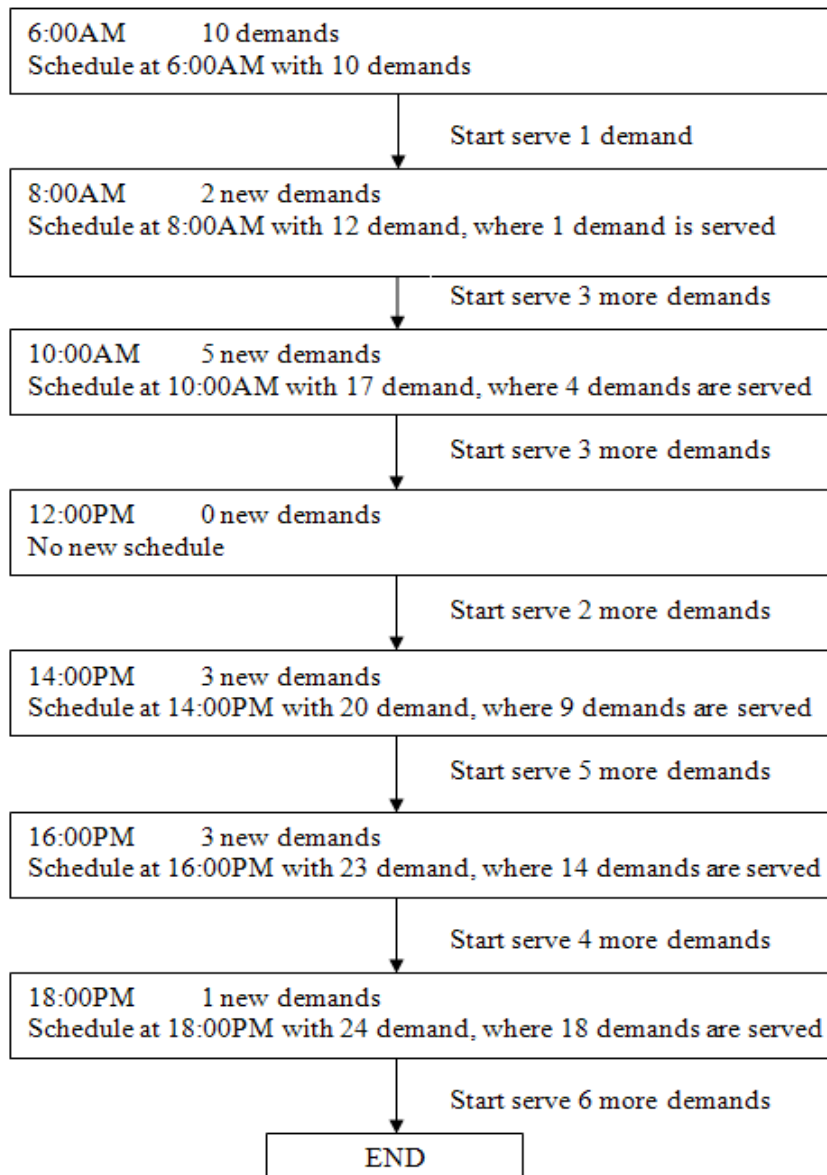 6:00AM 10 demands
Schedule at 6:00AM with 10 demands
Start serve 1 demand
8:00AM 2 new demands
Schedule at 8:00AM with 12 demand, where 1 demand is served
Start serve 3 more demands
10:00AM 5 new demands
Schedule at 10:00AM with 17 demand, where 4 demands are served
Start serve 3 more demands
12:00PM 0 new demands
No new schedule
Start serve 2 more demands
14:00PM 3 new demands
Schedule at 14:00PM with 20 demand, where 9 demands are served
Start serve 5 more demands
16:00PM 3 new demands
Schedule at 16:00PM with 23 demand, where 14 demands are served
Start serve 4 more demands
18:00PM 1 new demands
Schedule at 18:00PM with 24 demand, where 18 demands are served
Start serve 6 more demands
END